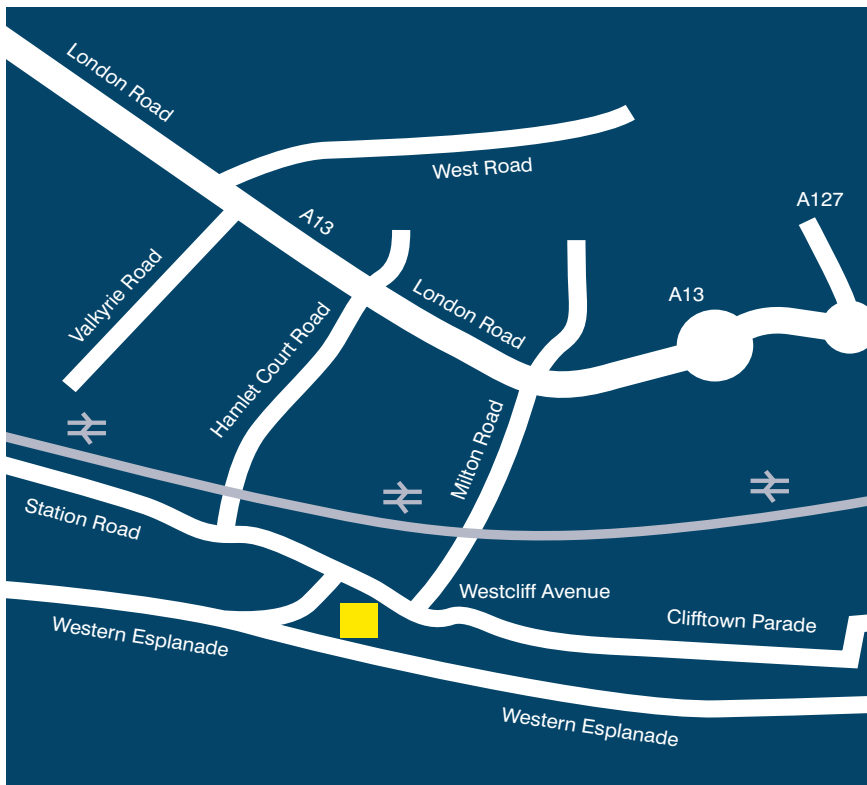 London Road
West Road
A127
A13
Valkyrie Road
A13
London Road
Hamlet Court Road
Milton Road
Station Road
Westcliff Avenue
Clifftown Parade
Western Esplanade
Western Esplanade